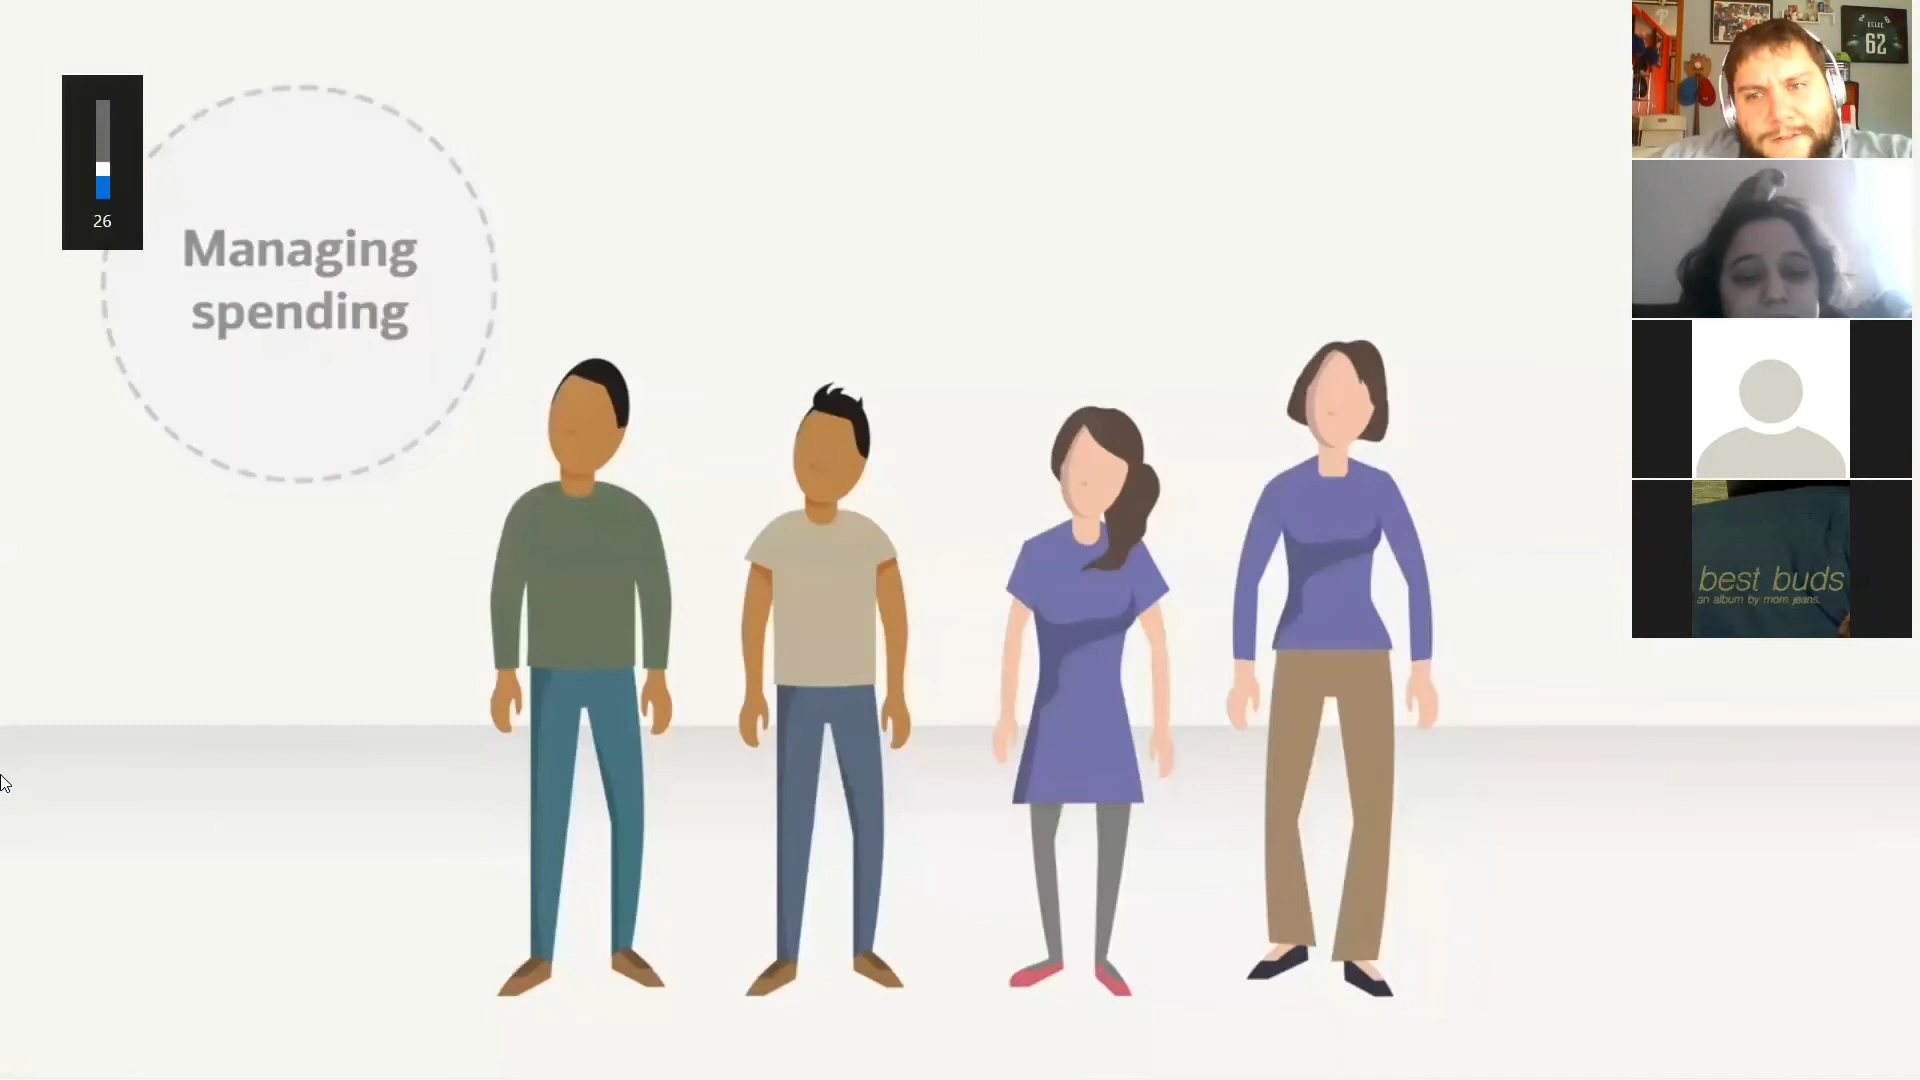 26
Managing
spending
62
best buds
an album by mom jeans.